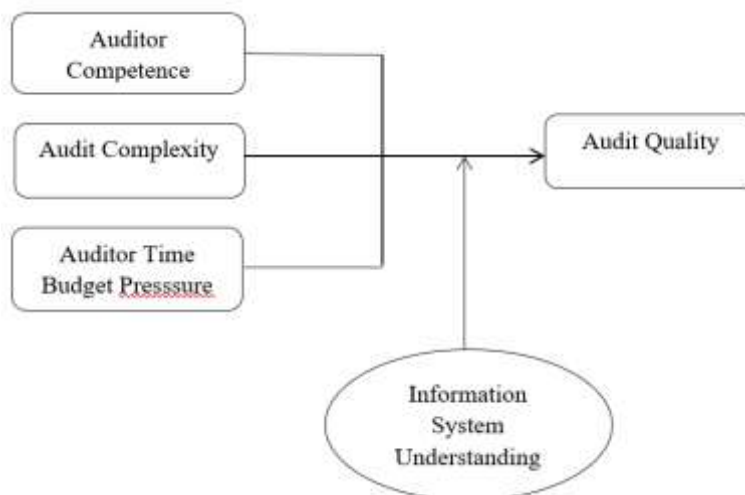 Auditor
Competence
Audit Complexity
Audit Quality
Auditor Time
Budget Presssure
Information
System
Understanding